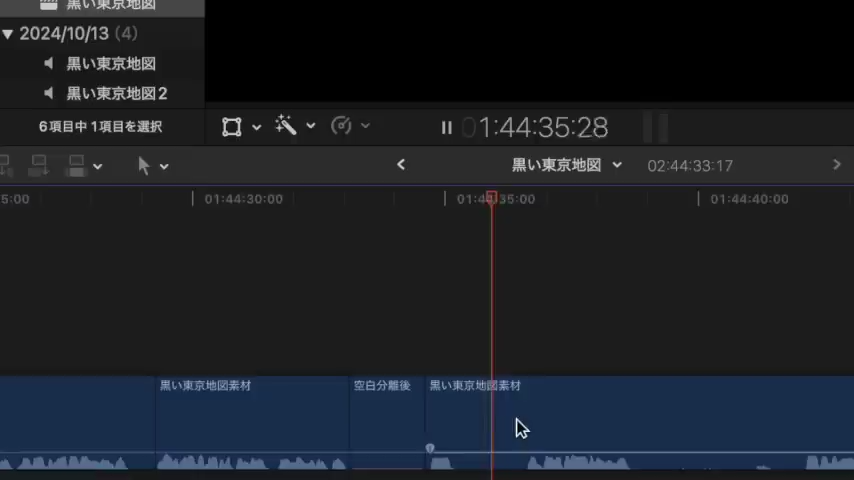 黒い東京地図
2024/10/13 (4)
黒い東京地図
黒い東京地図2
6項目中 1項目を選択
01:44:35:28
黒い東京地図
02:44:33:17
5:00
01:44:30:00
01:44:35:00
01:44:40:00
黒い東京地図素材
空白分離後
黒い東京地図素材